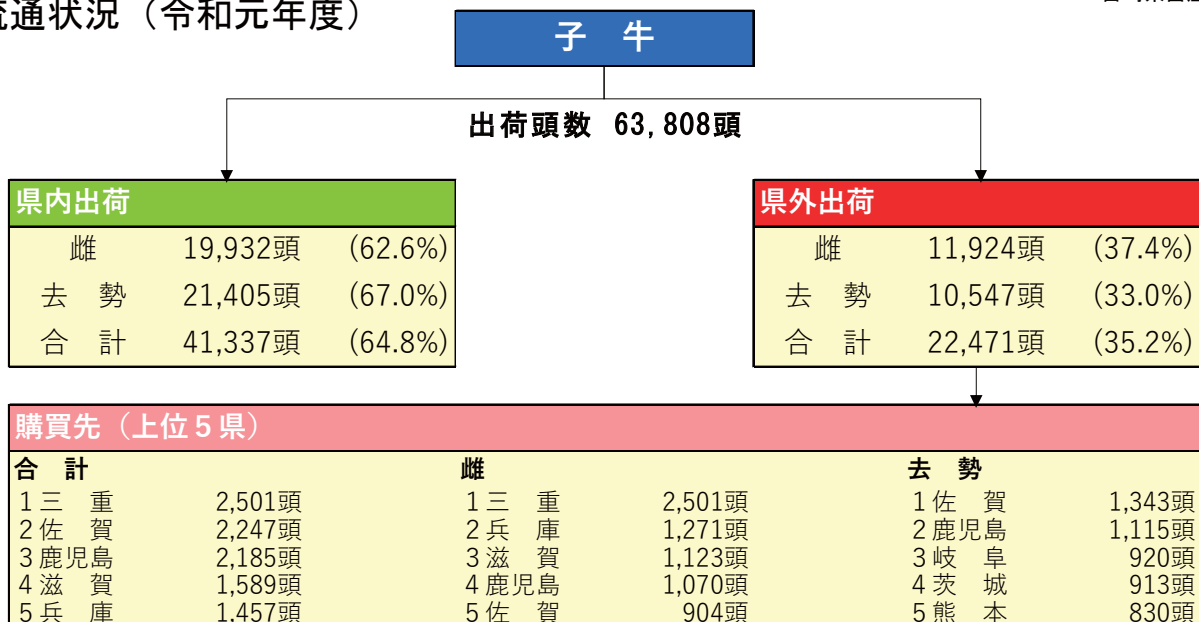 流通状況（令和元年度）
子　牛
出荷頭数 63,808頭
県内出荷
雌 19,932頭 (62.6%)
去　勢 21,405頭 (67.0%)
合　計 41,337頭 (64.8%)
県外出荷
雌 11,924頭 (37.4%)
去　勢 10,547頭 (33.0%)
合　計 22,471頭 (35.2%)
購買先（上位５県）
合　計
1 三　重 2,501頭
2 佐　賀 2,247頭
3 鹿児島 2,185頭
4 滋　賀 1,589頭
5 兵　庫 1,457頭
雌
1 三　重 2,501頭
2 兵　庫 1,271頭
3 滋　賀 1,123頭
4 鹿児島 1,070頭
5 佐　賀 904頭
去　勢
1 佐　賀 1,343頭
2 鹿児島 1,115頭
3 岐　阜 920頭
4 茨　城 913頭
5 熊　本 830頭